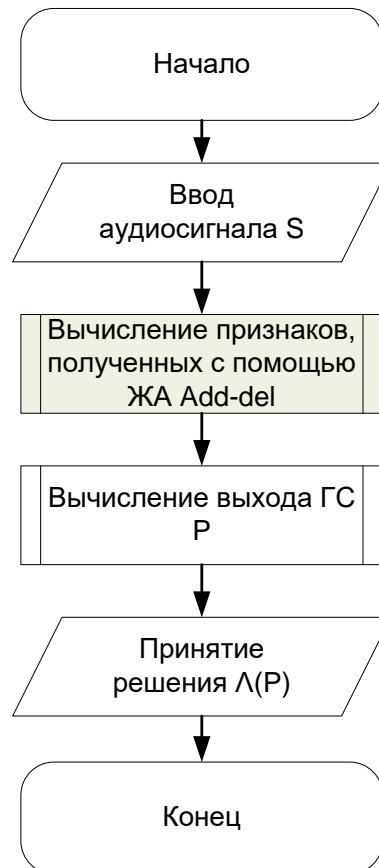 Начало
Ввод
аудиосигнала S
Вычисление признаков,
полученных с помощью
ЖА Add-del
Вычисление выхода ГС
P
Принятие
решения Λ(P)
Конец